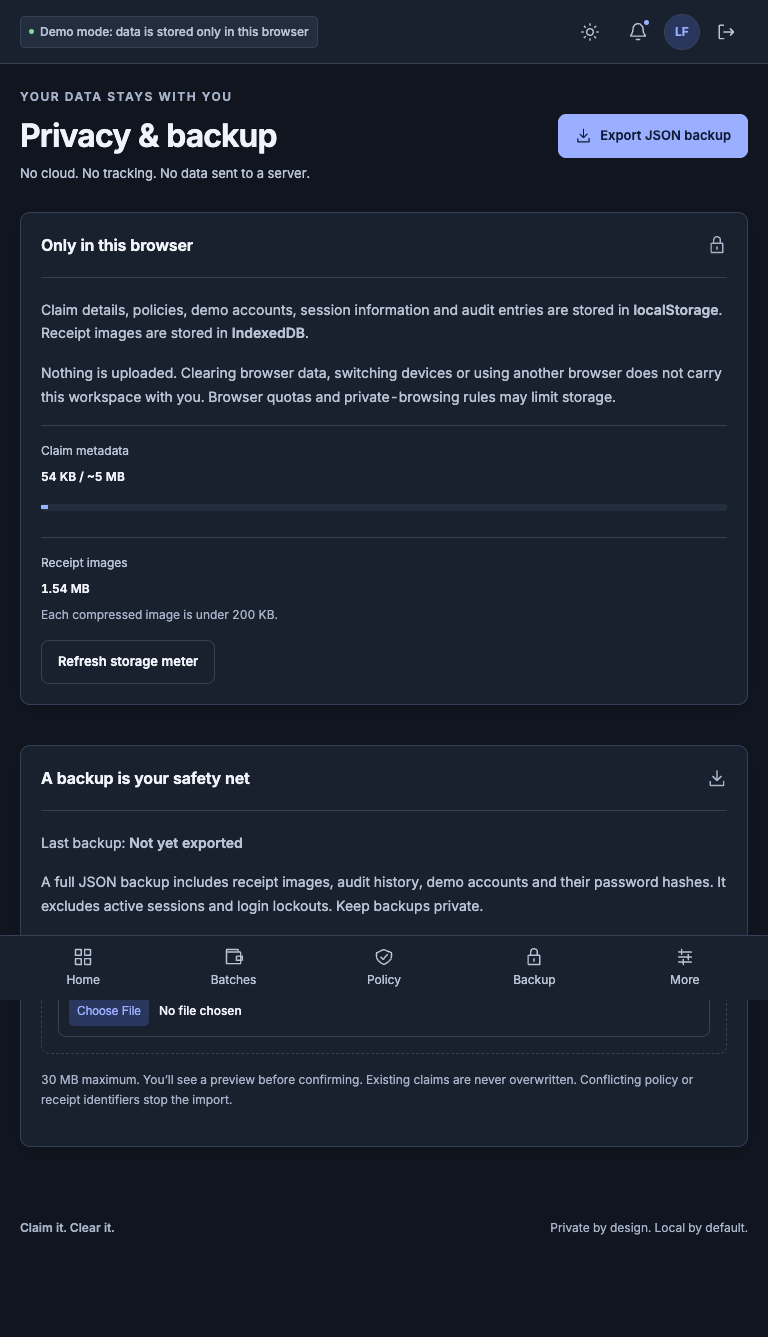 Demo mode: data is stored only in this browser
LF
YOUR DATA STAYS WITH YOU
Privacy & backup
Export JSON backup
No cloud. No tracking. No data sent to a server.
Only in this browser
Claim details, policies, demo accounts, session information and audit entries are stored in localStorage.
Receipt images are stored in IndexedDB.
Nothing is uploaded. Clearing browser data, switching devices or using another browser does not carry
this workspace with you. Browser quotas and private-browsing rules may limit storage.
Claim metadata
54 KB / ~5 MB
Receipt images
1.54 MB
Each compressed image is under 200 KB.
Refresh storage meter
A backup is your safety net
Last backup: Not yet exported
A full JSON backup includes receipt images, audit history, demo accounts and their password hashes. It
excludes active sessions and login lockouts. Keep backups private.
Home
Batches
Policy
Backup
More
Choose File
No file chosen
30 MB maximum. You’ll see a preview before confirming. Existing claims are never overwritten. Conflicting policy or
receipt identifiers stop the import.
Claim it. Clear it.
Private by design. Local by default.